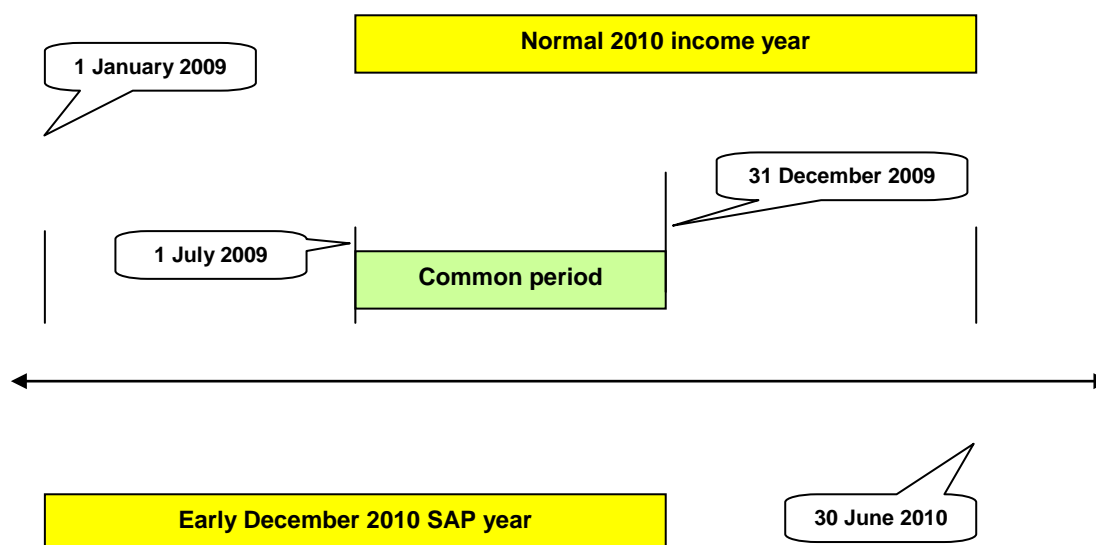 Normal 2010 income year
1 January 2009
31 December 2009
1 July 2009
Common period
Early December 2010 SAP year
30 June 2010